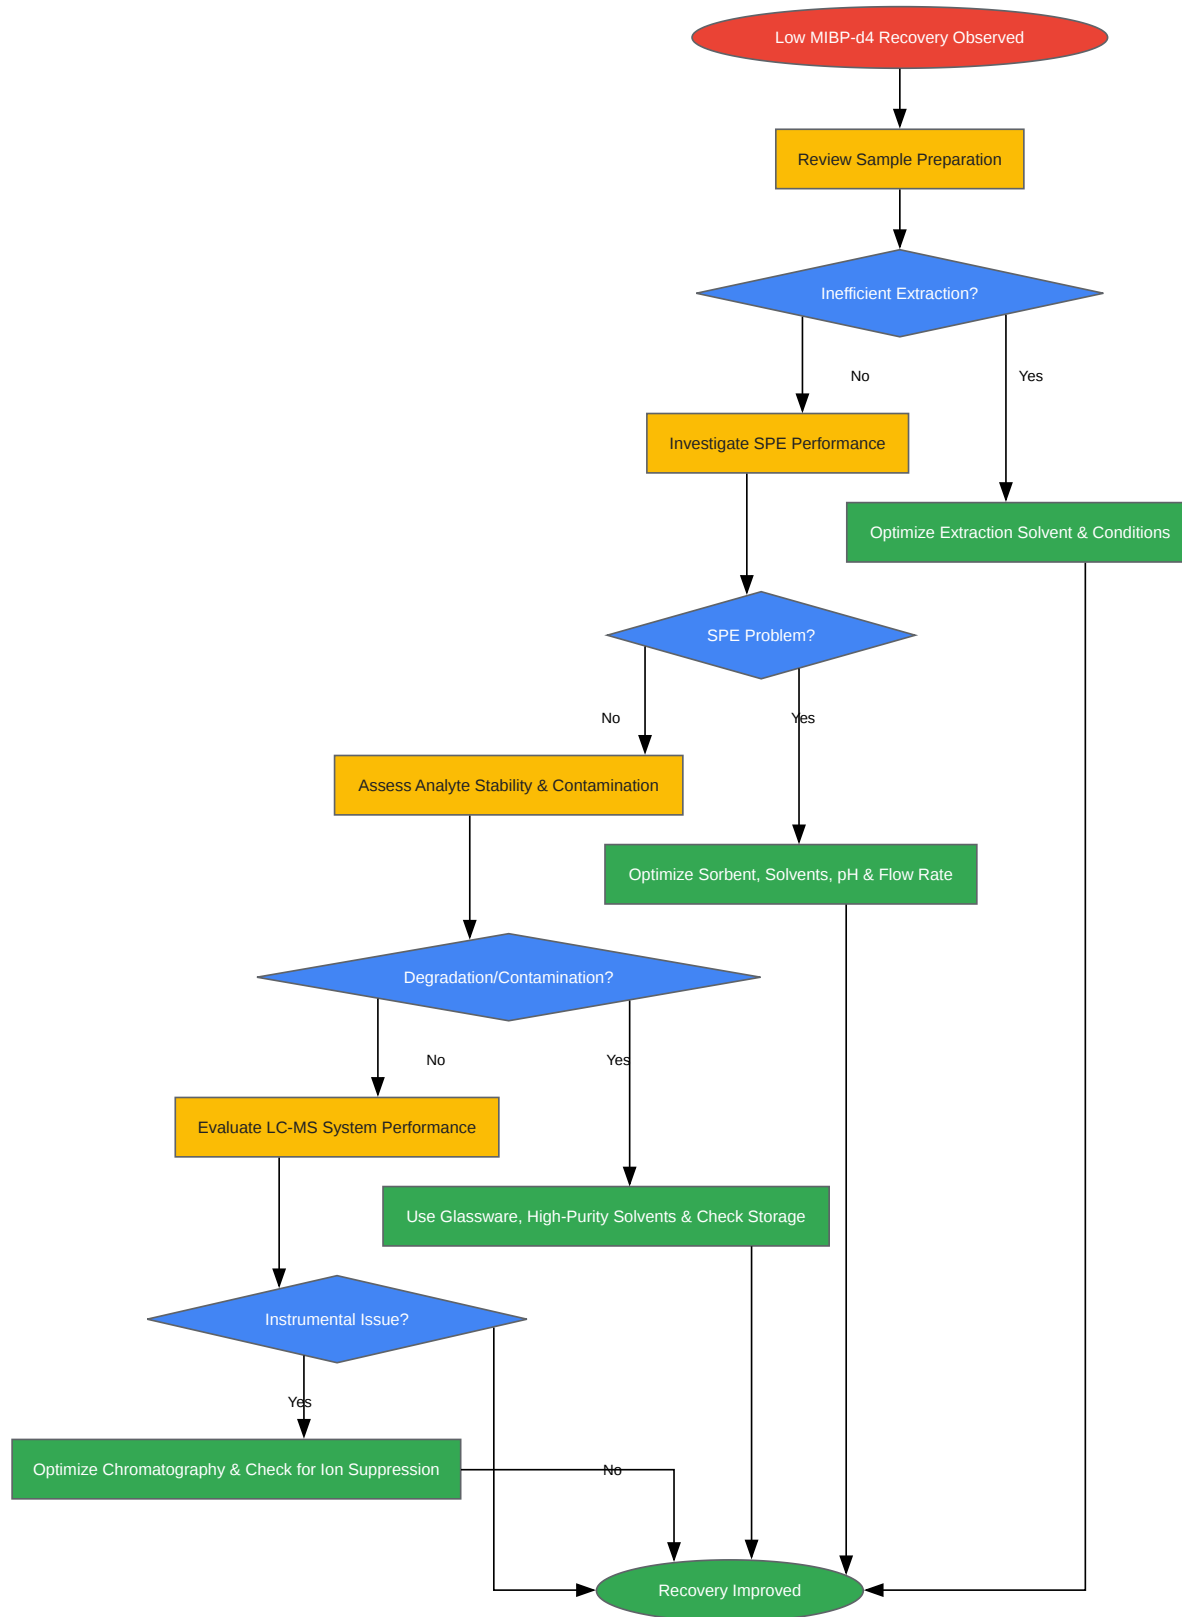 Low MIBP-d4 Recovery Observed
Review Sample Preparation
Inefficient Extraction?
No
Yes
Investigate SPE Performance
Optimize Extraction Solvent & Conditions
SPE Problem?
No
Yes
Assess Analyte Stability & Contamination
Optimize Sorbent, Solvents, pH & Flow Rate
Degradation/Contamination?
No
Yes
Evaluate LC-MS System Performance
Use Glassware, High-Purity Solvents & Check Storage
Instrumental Issue?
Yes
Optimize Chromatography & Check for Ion Suppression
No
Recovery Improved